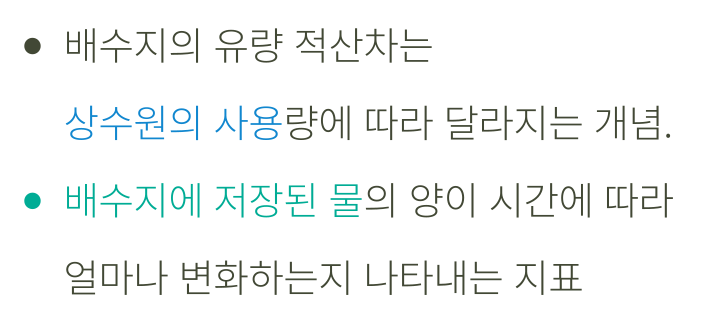 ● 배수지의 유량 적산차는
상수원의 사용량에 따라 달라지는 개념.
● 배수지에 저장된 물의 양이 시간에 따라
얼마나 변화하는지 나타내는 지표